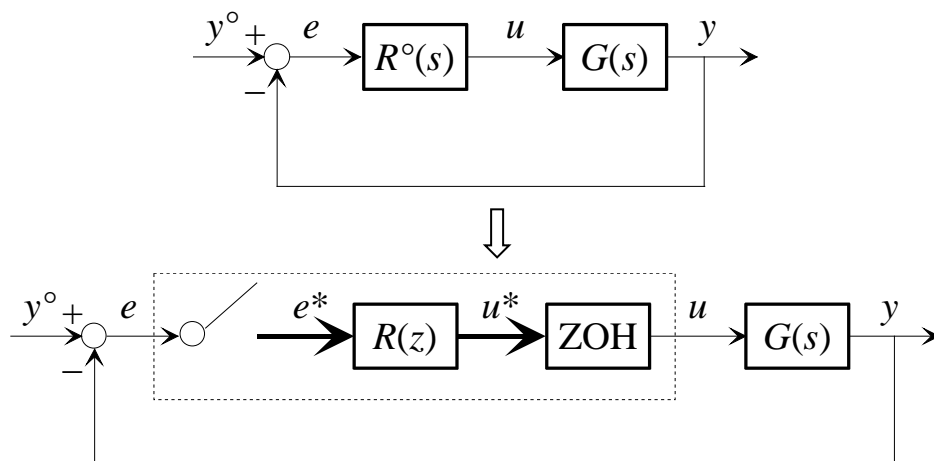 y° + e R°(s) u G(s) y
−
y° + e e* R(z) u* ZOH u G(s) y
−